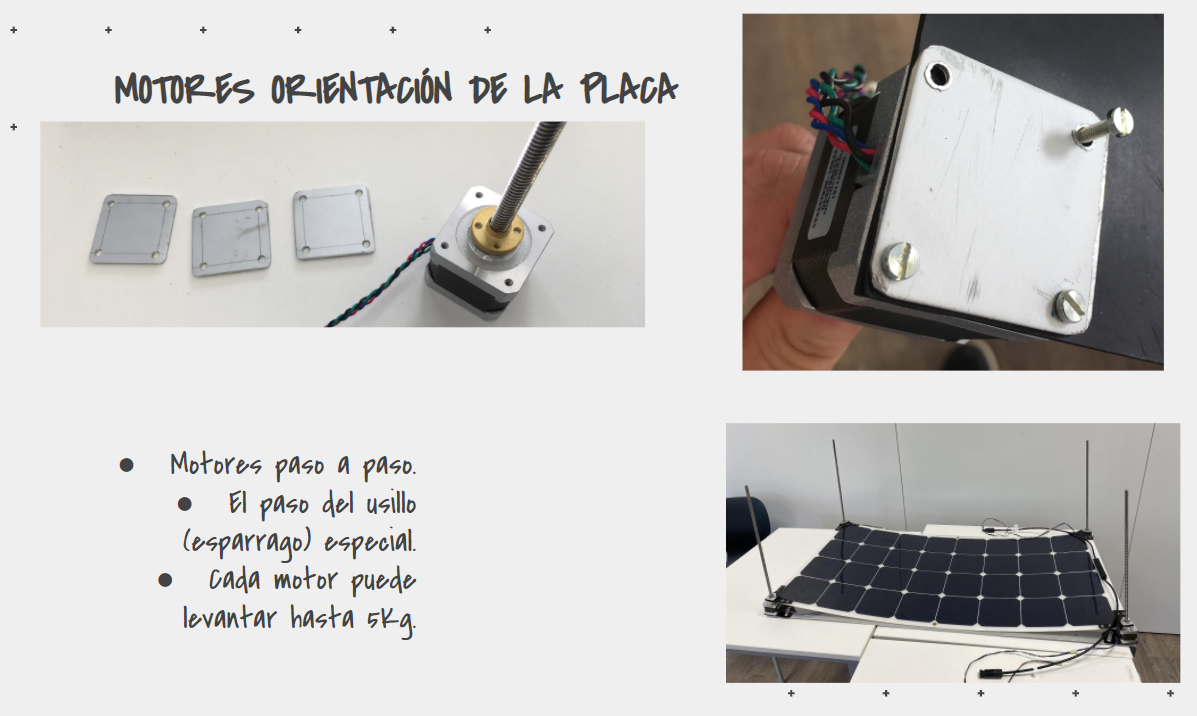 MOTORES ORIENTACIÓN DE LA PLACA
● Motores paso a paso.
● El paso del usillo
(esparrago) especial.
● Cada motor puede
levantar hasta 5Kg.